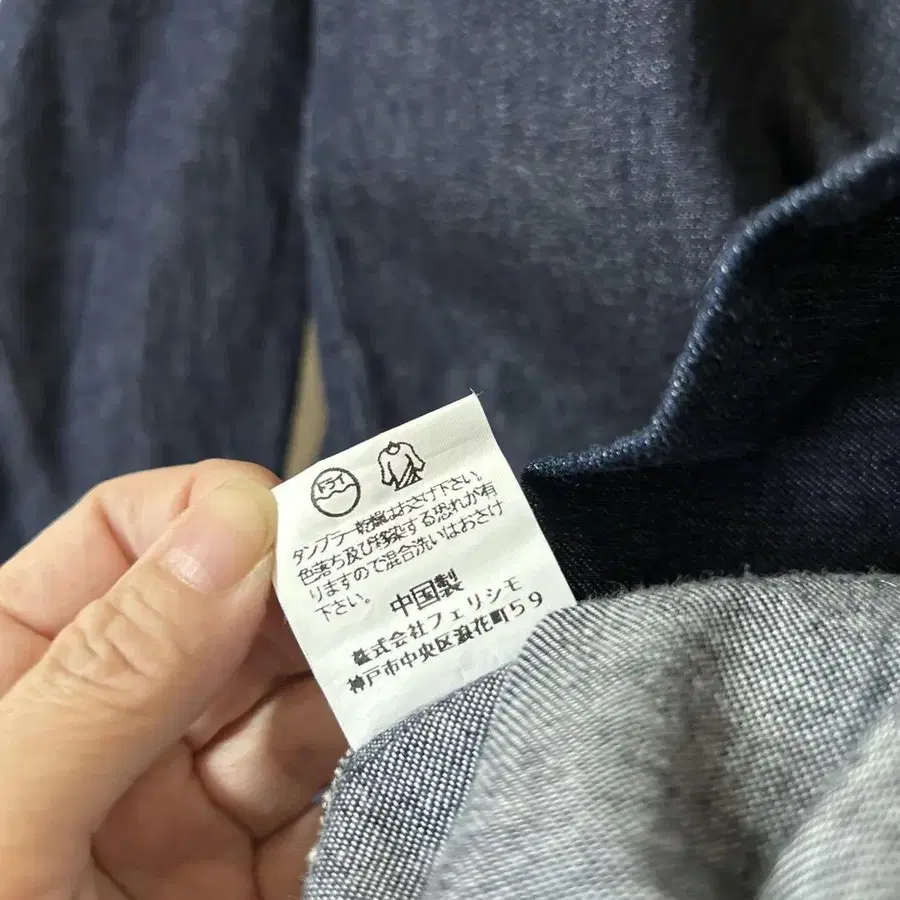 ドライ
タンブラー乾燥はおさけ下さい。
色落ち及び移染する恐れが有
りますので混合洗いはおさけ
下さい。
中国製
株式会社フェリシモ
神戸市中央区浪花町59